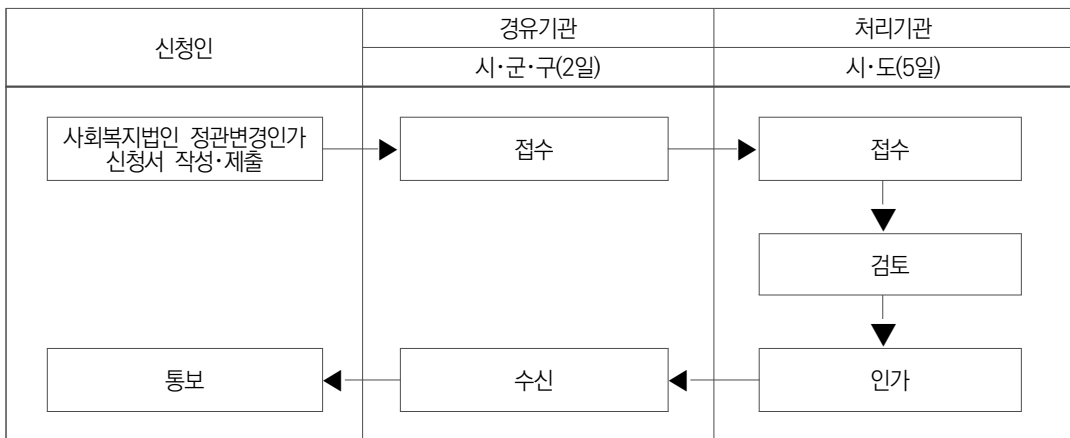 신청인
경유기관
처리기관
시·군·구(2일)
시·도(5일)
사회복지법인 정관변경인가
신청서 작성·제출
접수
접수
검토
통보
수신
인가